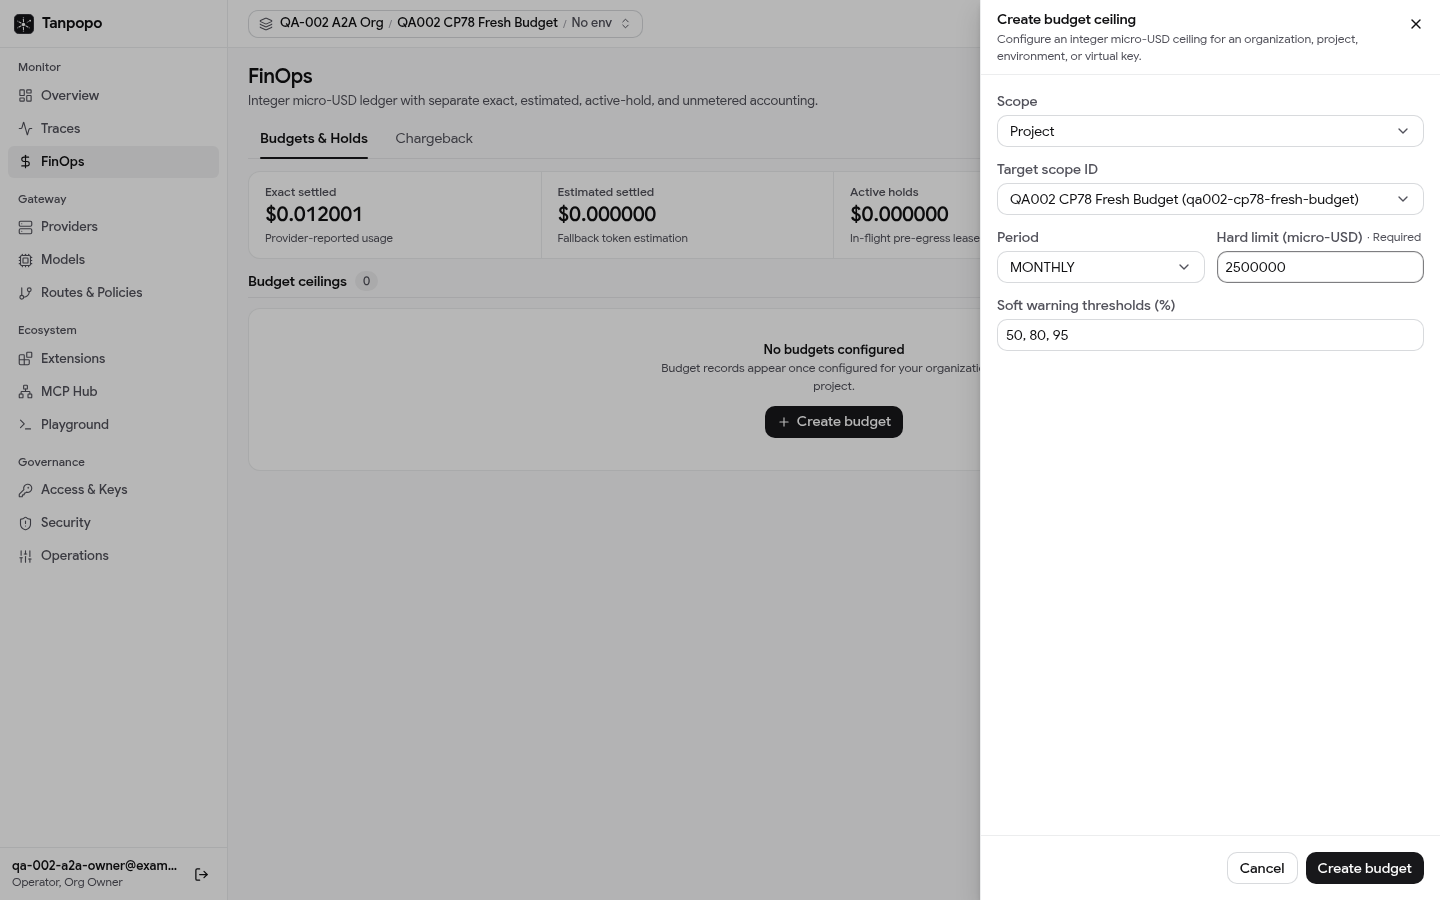 Tanpopo
Monitor
Overview
Traces
FinOps
Gateway
Providers
Models
Routes & Policies
Ecosystem
Extensions
MCP Hub
Playground
Governance
Access & Keys
Security
Operations
qa-002-a2a-owner@exam...
Operator, Org Owner
QA-002 A2A Org / QA002 CP78 Fresh Budget / No env
FinOps
Integer micro-USD ledger with separate exact, estimated, active-hold, and unmetered accounting.
Budgets & Holds Chargeback
Exact settled
$0.012001
Provider-reported usage
Estimated settled
$0.000000
Fallback token estimation
Active holds
$0.000000
In-flight pre-egress lease
Budget ceilings 0
No budgets configured
Budget records appear once configured for your
project.
Create budget
Create budget ceiling
Configure an integer micro-USD ceiling for an organization, project,
environment, or virtual key.
Scope
Project
Target scope ID
QA002 CP78 Fresh Budget (qa002-cp78-fresh-budget)
Period
MONTHLY
Hard limit (micro-USD) · Required
2500000
Soft warning thresholds (%)
50, 80, 95
Cancel
Create budget